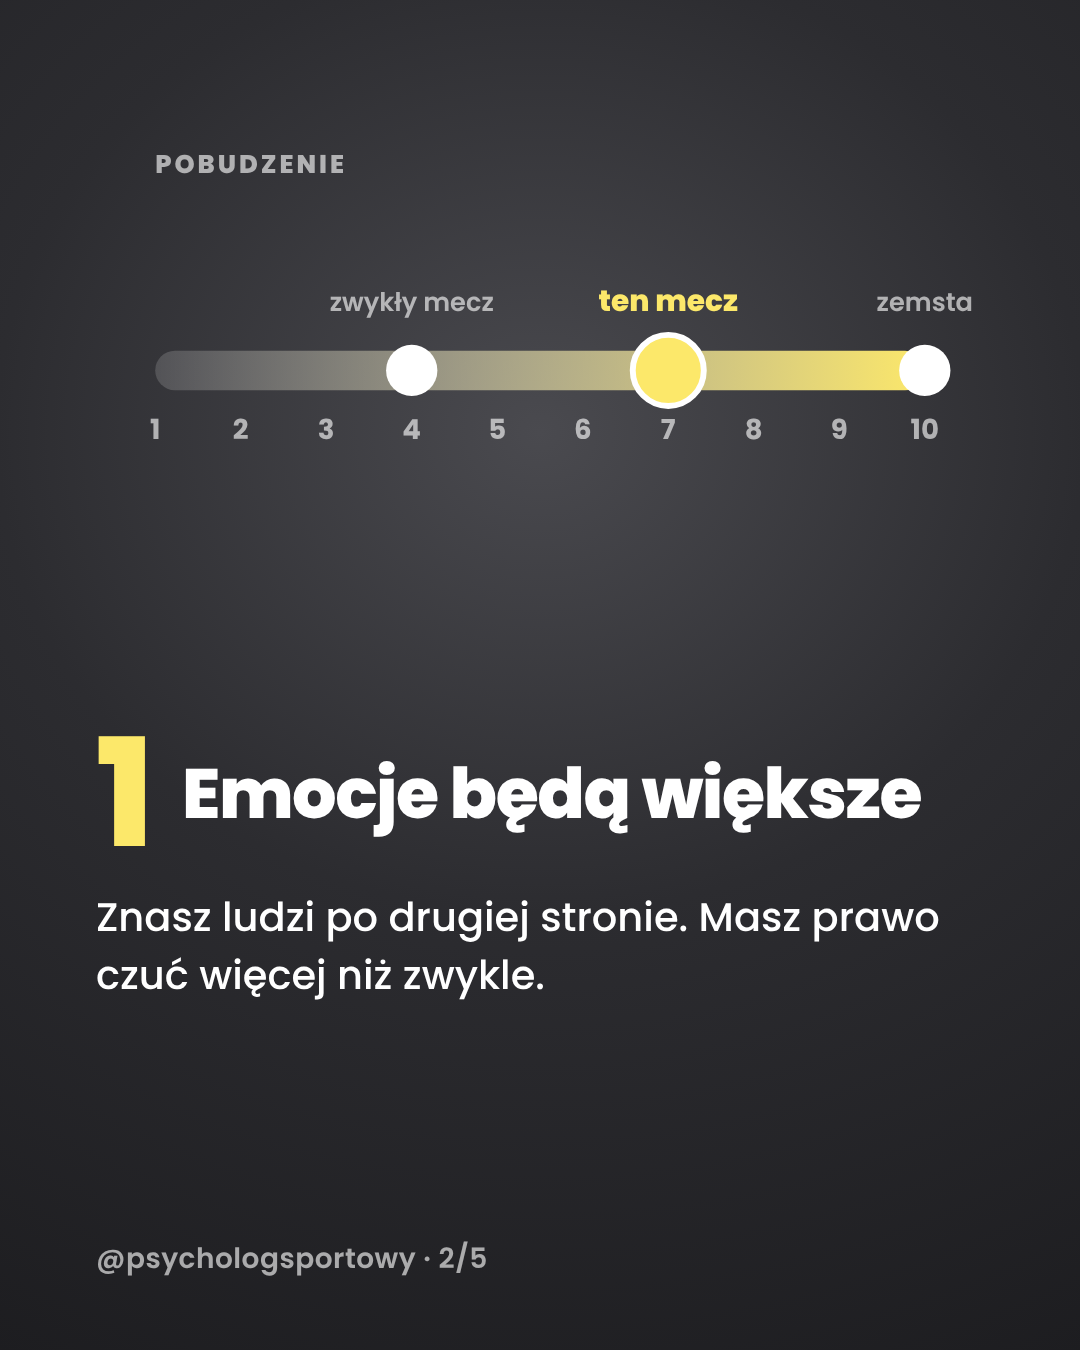 POBUDZENIE
zwykły mecz ten mecz zemsta
1 2 3 4 5 6 7 8 9 10
1 Emocje będą większe
Znasz ludzi po drugiej stronie. Masz prawo
czuć więcej niż zwykle.
@psychologsportowy · 2/5